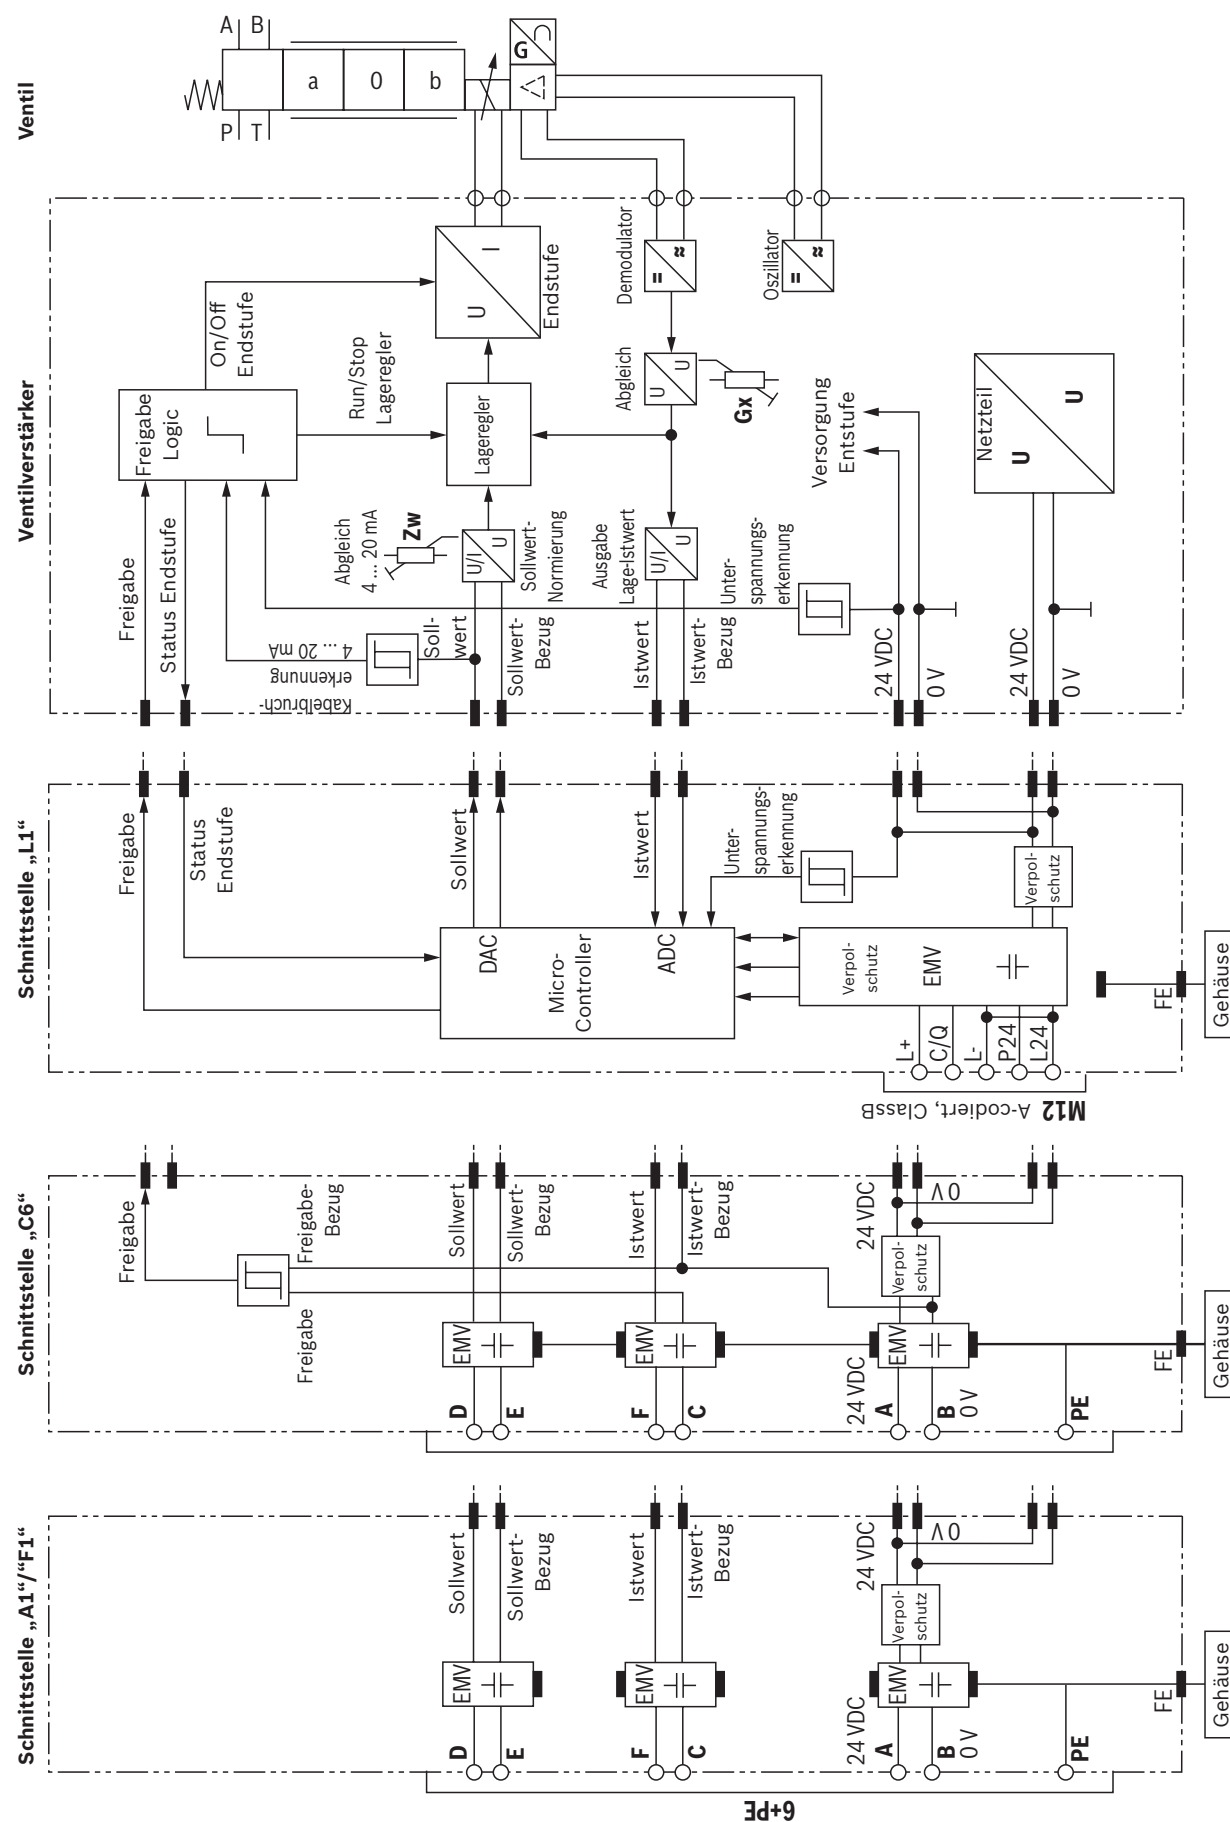 Ventil
A
B
P
T
a
0
b
G
Ventilverstärker
Freigabe
Status Endstufe
Freigabe
Logic
On/Off
Endstufe
Run/Stop
Lageregler
Kabelbruch-
erkennung
4 ... 20 mA
Soll-
wert
Sollwert-
Bezug
Abgleich
4 ... 20 mA
Zw
U/I
U
Sollwert-
Normierung
Lageregler
U
I
Endstufe
Istwert
Istwert-
Bezug
Ausgabe
Lage-Istwert
U/I
U
Abgleich
U
U
Gx
Demodulator
=
≈
Oszillator
=
≈
Unter-
spannungs-
erkennung
Versorgung
Entstufe
24 VDC
0 V
24 VDC
0 V
Netzteil
U
U
Schnittstelle „L1“
Freigabe
Status
Endstufe
Sollwert
Istwert
Unter-
spannungs-
erkennung
DAC
Micro-
Controller
ADC
Verpol-
schutz
EMV
Verpol-
schutz
L+
C/Q
L-
P24
L24
M12 A-codiert, ClassB
FE
Gehäuse
Schnittstelle „C6“
Freigabe
Freigabe-
Bezug
Freigabe
Sollwert
Sollwert-
Bezug
Istwert
Istwert-
Bezug
24 VDC
0 V
Verpol-
schutz
EMV
EMV
EMV
D
E
F
C
24 VDC
A
B
0 V
PE
FE
Gehäuse
Schnittstelle „A1“/“F1“
Sollwert
Sollwert-
Bezug
Istwert
Istwert-
Bezug
24 VDC
0 V
Verpol-
schutz
EMV
EMV
EMV
D
E
F
C
24 VDC
A
B
0 V
PE
FE
Gehäuse
6+PE